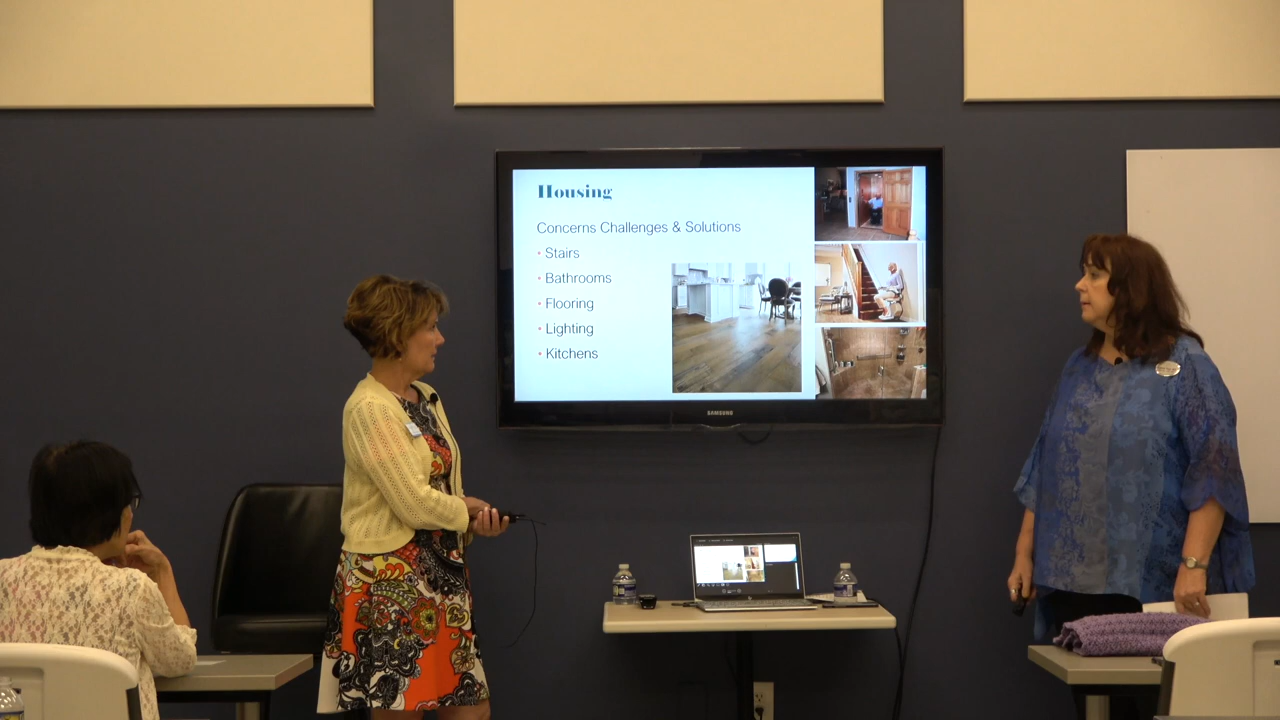 Housing
Concerns Challenges & Solutions
• Stairs
• Bathrooms
• Flooring
• Lighting
• Kitchens
SAMSUNG